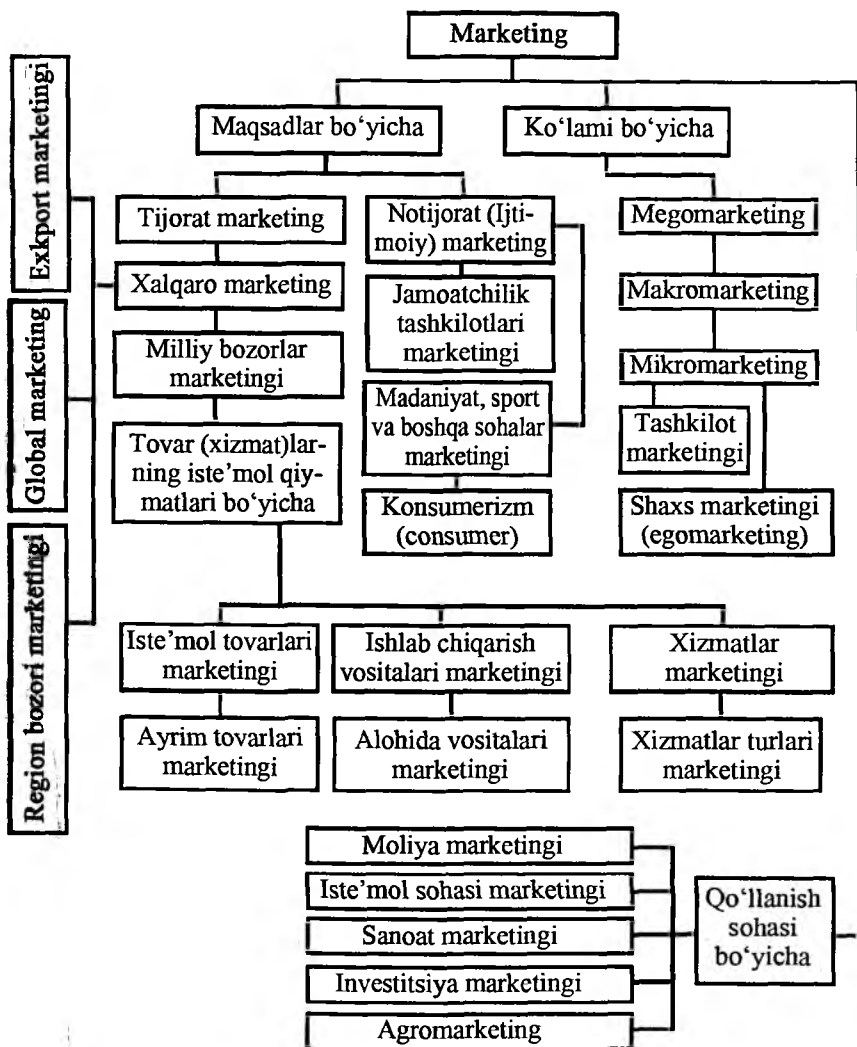 Marketing
Maqsadlar bo‘yicha
Ko‘lami bo‘yicha
Exkport marketingi
Global marketing
Region bozori marketingi
Tijorat marketing
Xalqaro marketing
Milliy bozorlar
marketingi
Tovar (xizmat)lar-
ning iste’mol qiy-
matlari bo‘yicha
Notijorat (Ijti-
moiy) marketing
Jamoatchilik
tashkilotlari
marketingi
Madaniyat, sport
va boshqa sohalar
marketingi
Konsumerizm
(consumer)
Megomarketing
Makromarketing
Mikromarketing
Tashkilot
marketingi
Shaxs marketingi
(egomarketing)
Iste’mol tovarlari
marketingi
Ishlab chiqarish
vositalari marketingi
Xizmatlar
marketingi
Ayrim tovarlari
marketingi
Alohida vositalari
marketingi
Xizmatlar turlari
marketingi
Moliya marketingi
Iste’mol sohasi marketingi
Sanoat marketingi
Investitsiya marketingi
Agromarketing
Qo‘llanish
sohasi
bo‘yicha